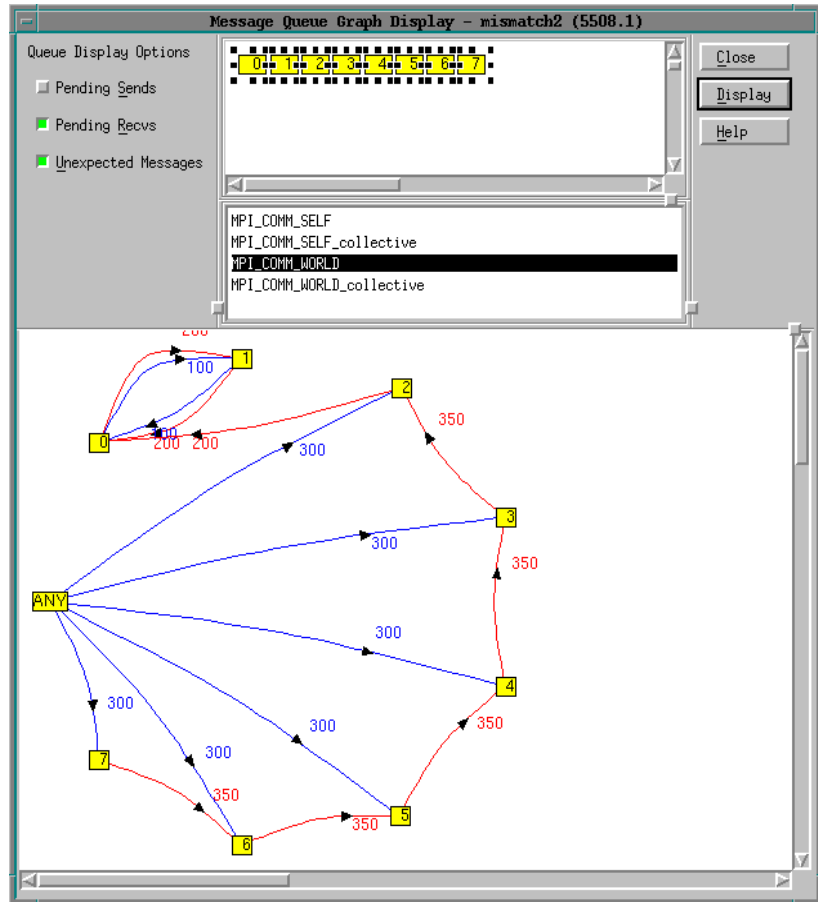 Message Queue Graph Display - mismatch2 (5508.1)
Queue Display Options
Pending Sends
Pending Recvs
Unexpected Messages
0 1 2 3 4 5 6 7
Close
Display
Help
MPI_COMM_SELF
MPI_COMM_SELF_collective
MPI_COMM_WORLD
MPI_COMM_WORLD_collective
200
1
100
2
0
200 200
350
300
3
300
350
ANY
300
4
300
300
350
7
300
350
5
350
6